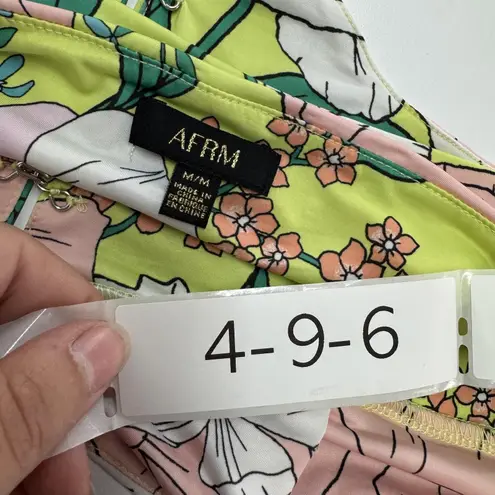 AFRM
M/M
MADE IN
CHINA
FABRIQUÉ
EN CHINE
4-9-6